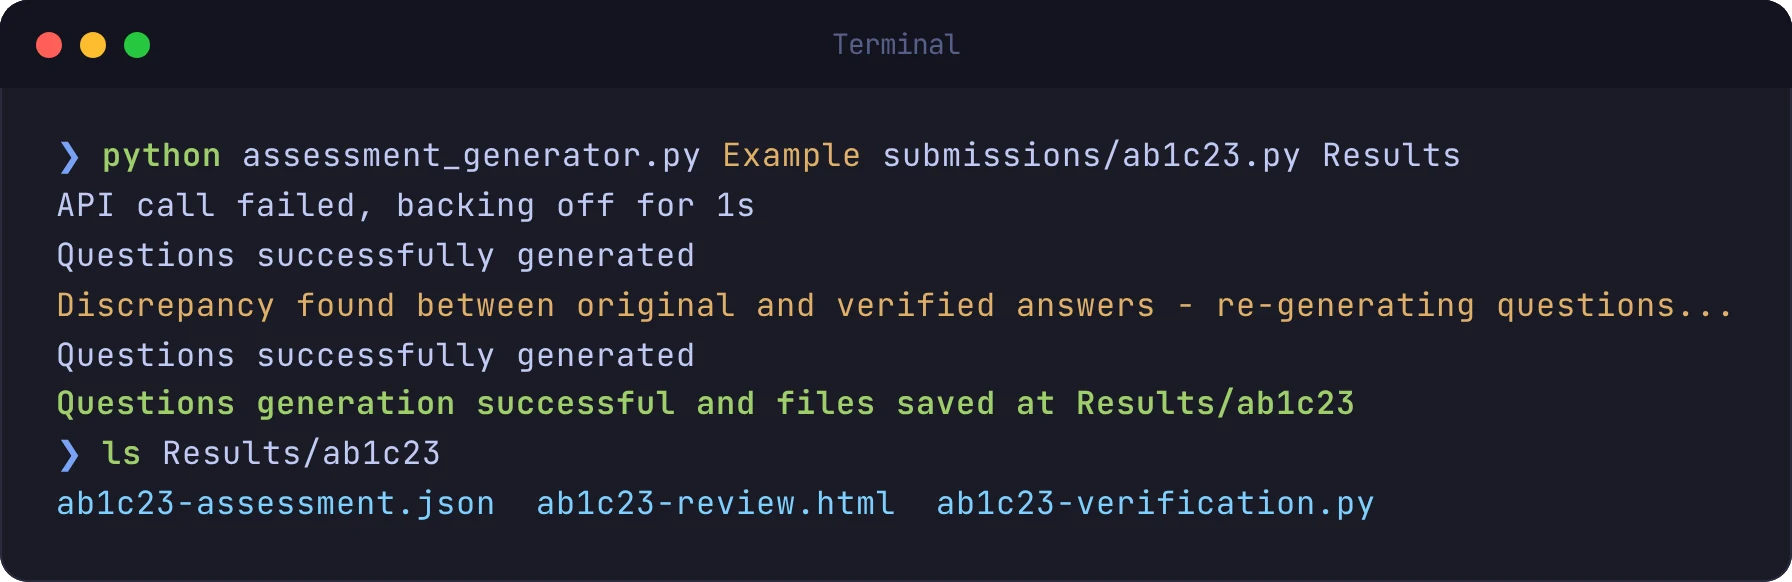 Terminal
❯ python assessment_generator.py Example submissions/ab1c23.py Results
API call failed, backing off for 1s
Questions successfully generated
Discrepancy found between original and verified answers - re-generating questions...
Questions successfully generated
Questions generation successful and files saved at Results/ab1c23
❯ ls Results/ab1c23
ab1c23-assessment.json  ab1c23-review.html  ab1c23-verification.py